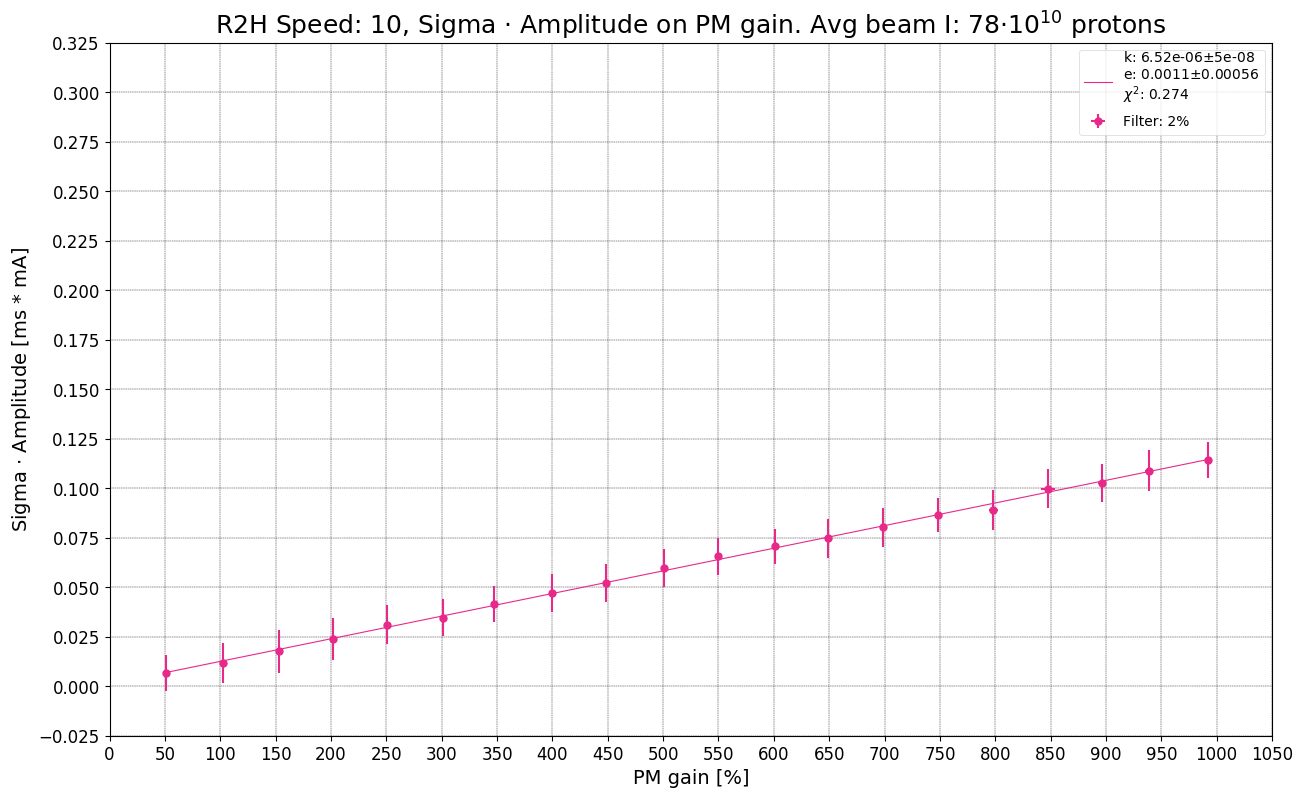 R2H Speed: 10, Sigma · Amplitude on PM gain. Avg beam I: 78·10¹⁰ protons
k: 6.52e-06±5e-08
e: 0.0011±0.00056
χ²: 0.274
Filter: 2%
Sigma · Amplitude [ms * mA]
0.325
0.300
0.275
0.250
0.225
0.200
0.175
0.150
0.125
0.100
0.075
0.050
0.025
0.000
−0.025
0 50 100 150 200 250 300 350 400 450 500 550 600 650 700 750 800 850 900 950 1000 1050
PM gain [%]